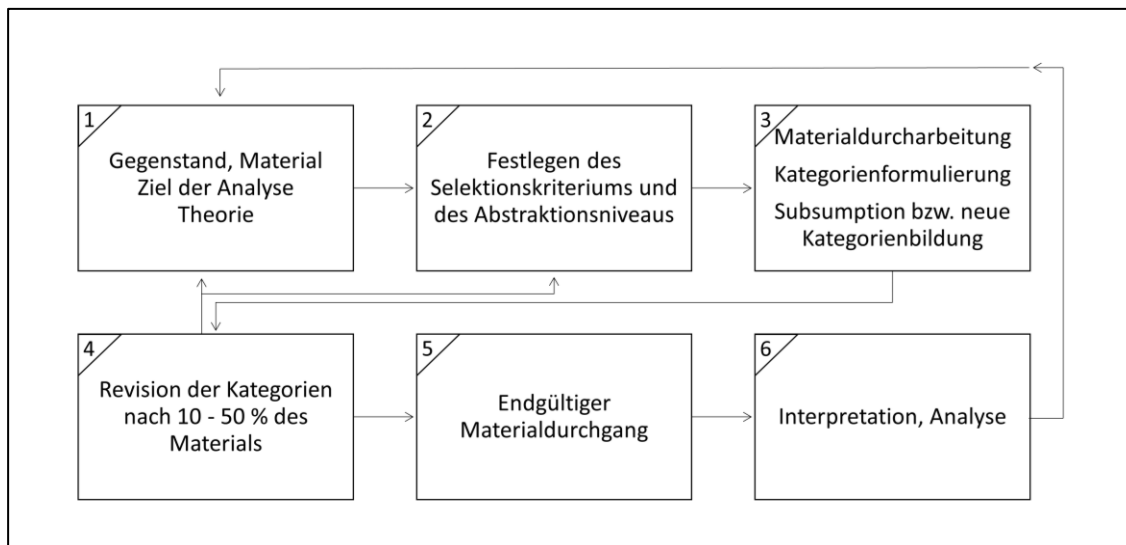 1
Gegenstand, Material
Ziel der Analyse
Theorie
2
Festlegen des
Selektionskriteriums und
des Abstraktionsniveaus
3
Materialdurcharbeitung
Kategorienformulierung
Subsumption bzw. neue
Kategorienbildung
4
Revision der Kategorien
nach 10 - 50 % des
Materials
5
Endgültiger
Materialdurchgang
6
Interpretation, Analyse